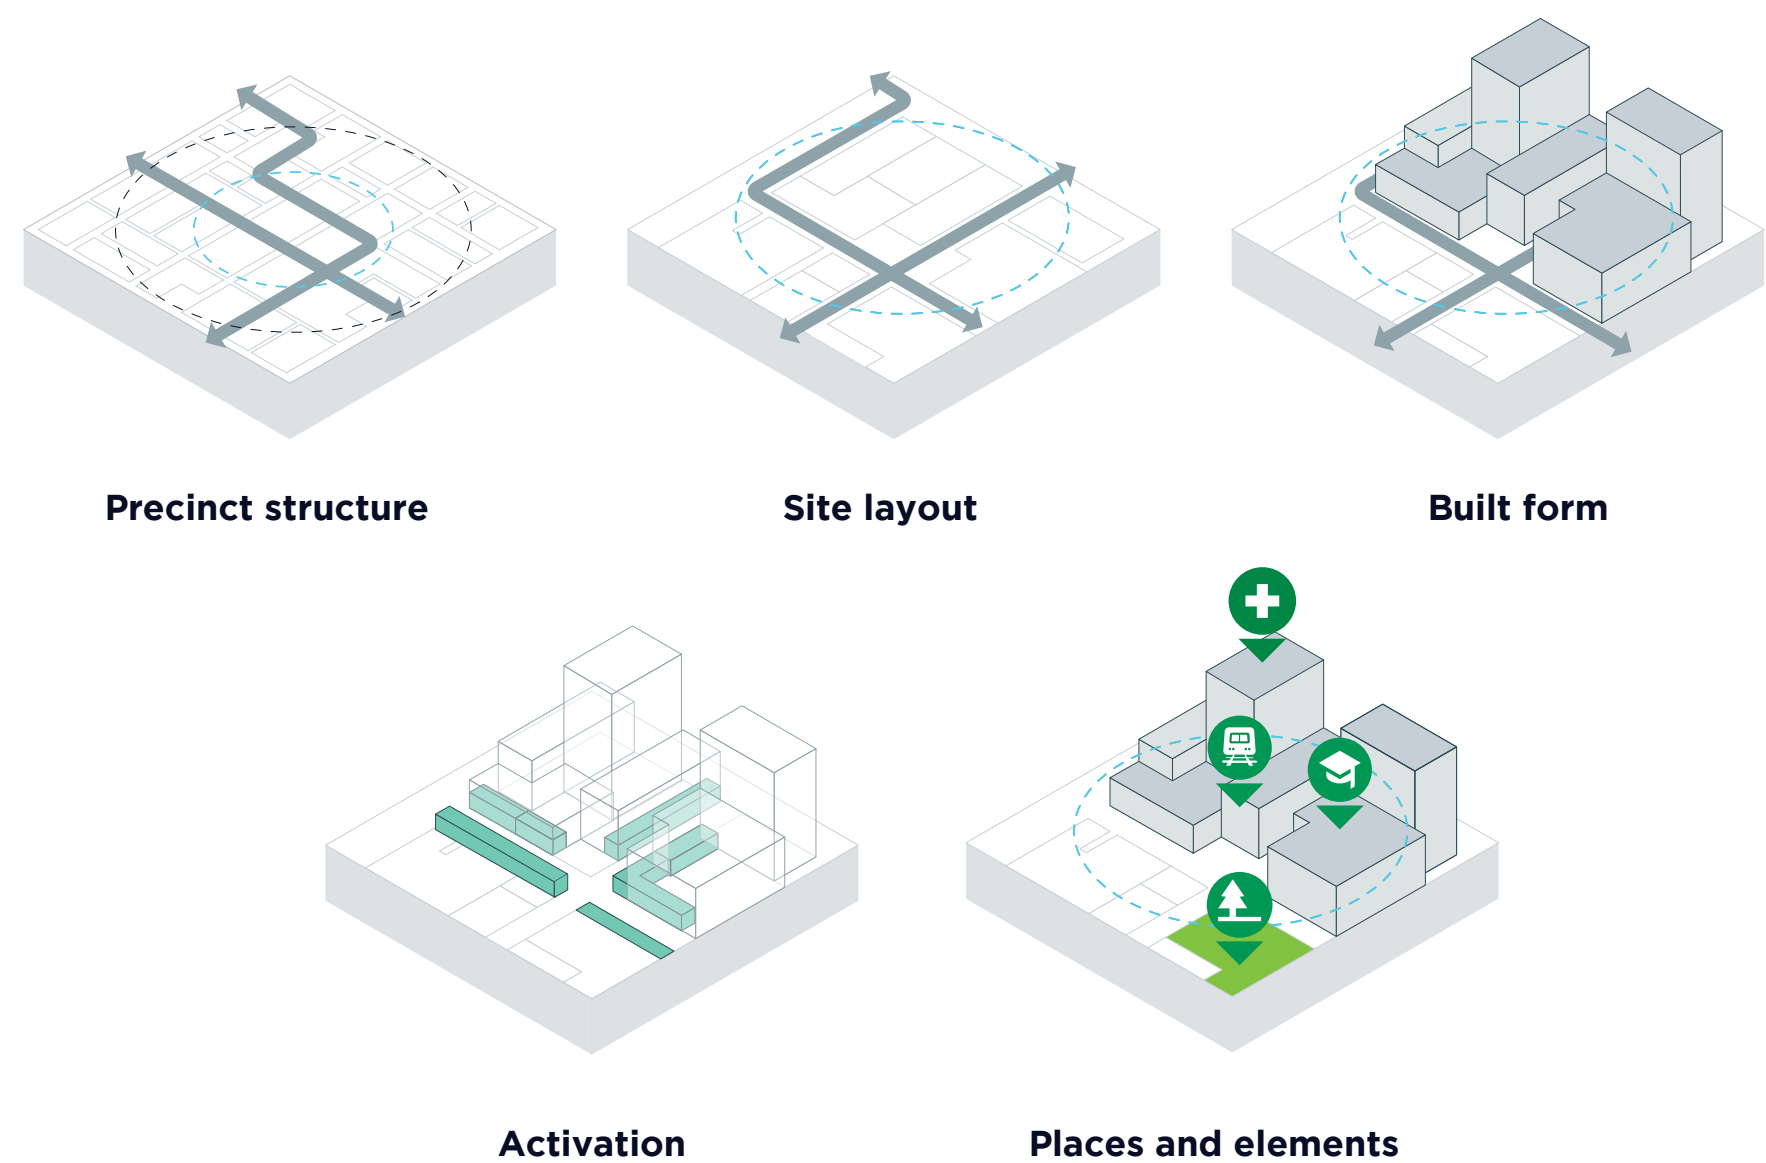 Precinct structure
Site layout
Built form
Activation
Places and elements